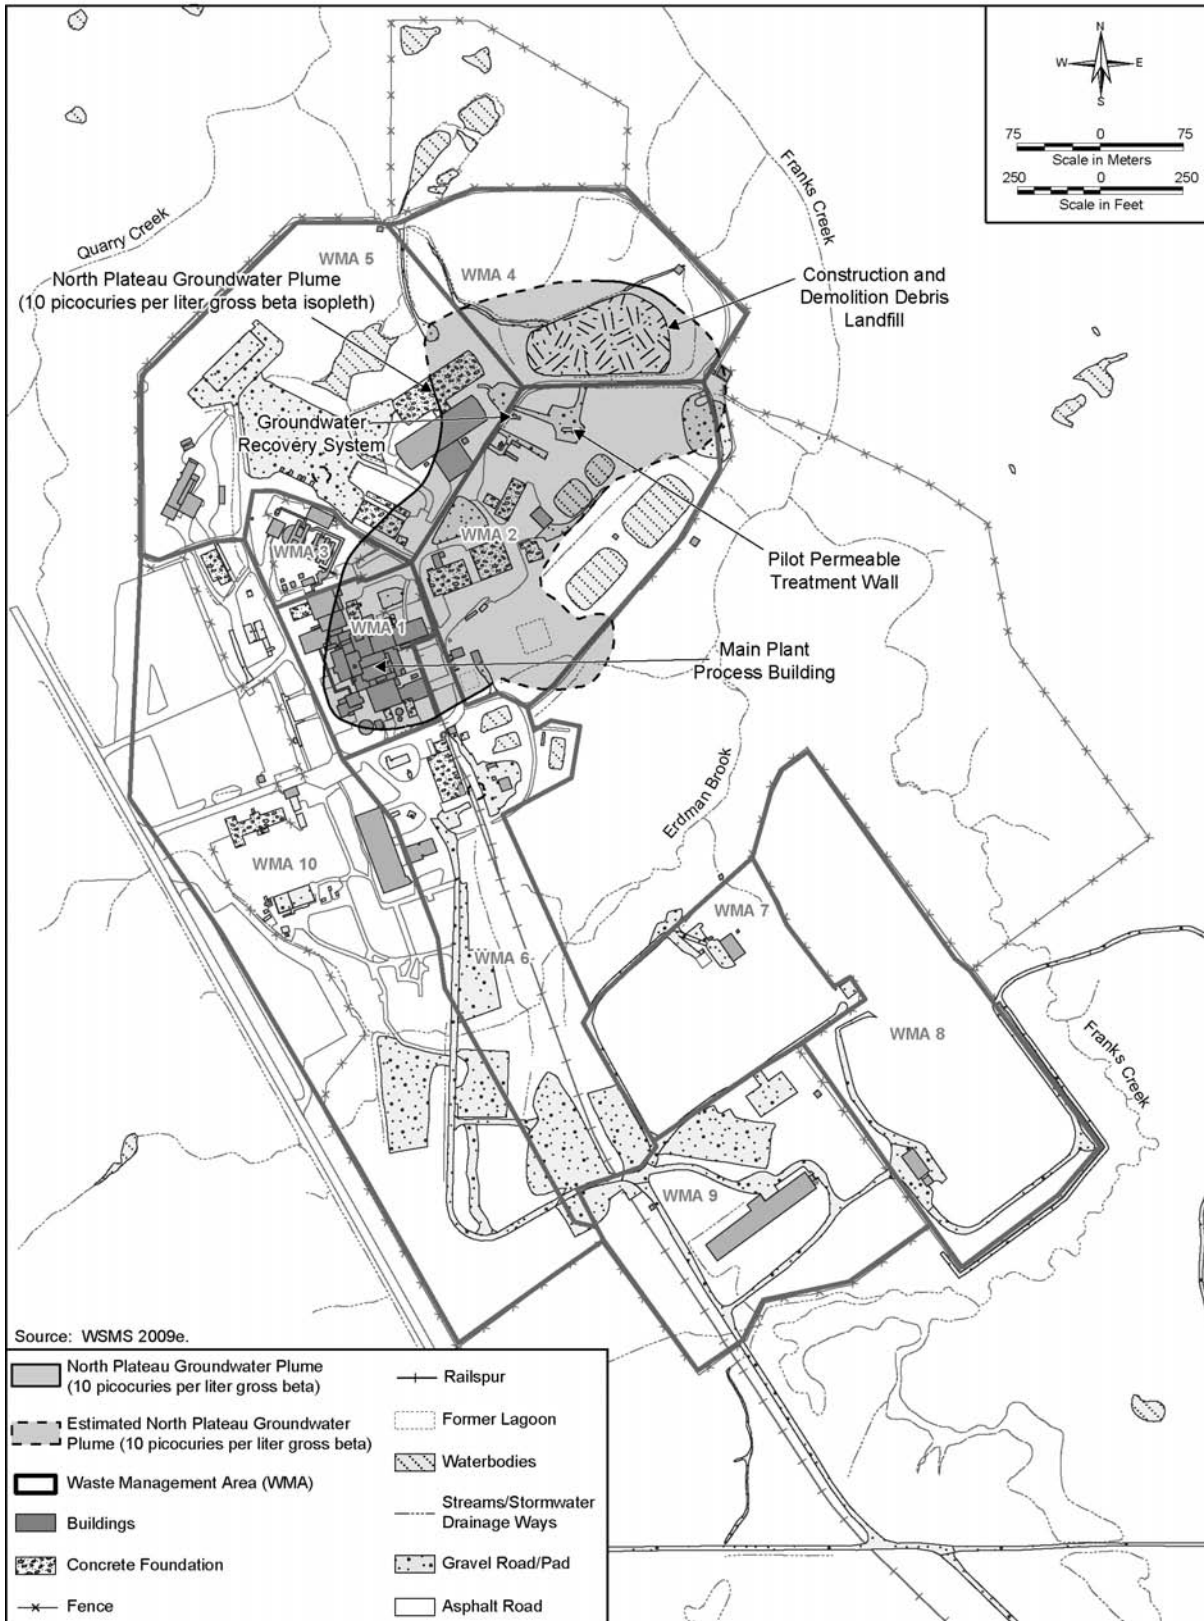 N
W E
S
75 0 75
Scale in Meters
250 0 250
Scale in Feet
Franks Creek
Quarry Creek
WMA 5
WMA 4
North Plateau Groundwater Plume
(10 picocuries per liter gross beta isopleth)
Construction and
Demolition Debris
Landfill
Groundwater
Recovery System
WMA 3
WMA 2
Pilot Permeable
Treatment Wall
WMA 1
Main Plant
Process Building
Erdman Brook
WMA 10
WMA 7
WMA 6
WMA 8
Franks Creek
WMA 9
Source: WSMS 2009e.
North Plateau Groundwater Plume
(10 picocuries per liter gross beta)
Estimated North Plateau Groundwater
Plume (10 picocuries per liter gross beta)
Waste Management Area (WMA)
Buildings
Concrete Foundation
Fence
Railspur
Former Lagoon
Waterbodies
Streams/Stormwater
Drainage Ways
Gravel Road/Pad
Asphalt Road